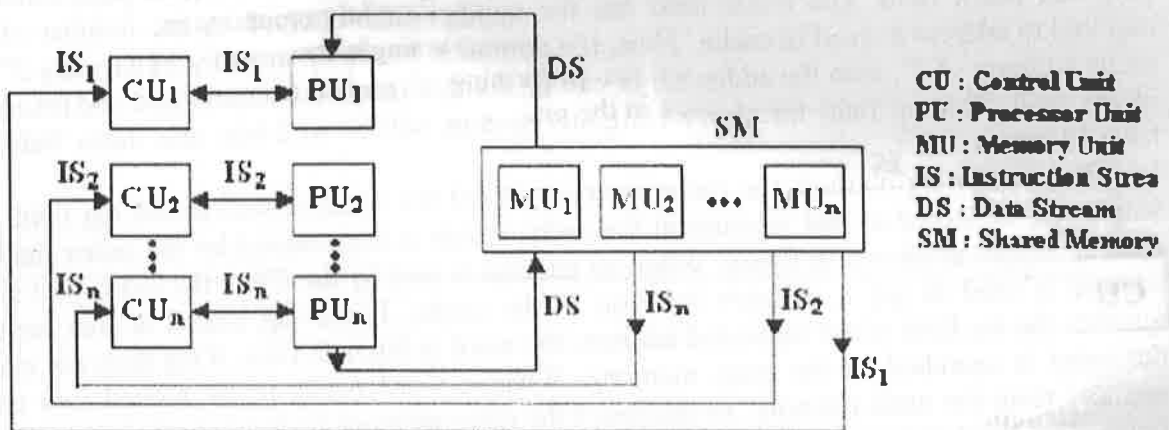 IS₁ IS₁ DS
CU₁ PU₁
SM
IS₂ IS₂
CU₂ PU₂ MU₁ MU₂ ••• MUₙ
ISₙ ISₙ
CUₙ PUₙ DS ISₙ IS₂
IS₁
CU : Control Unit
PU : Processor Unit
MU : Memory Unit
IS : Instruction Strea
DS : Data Stream
SM : Shared Memory